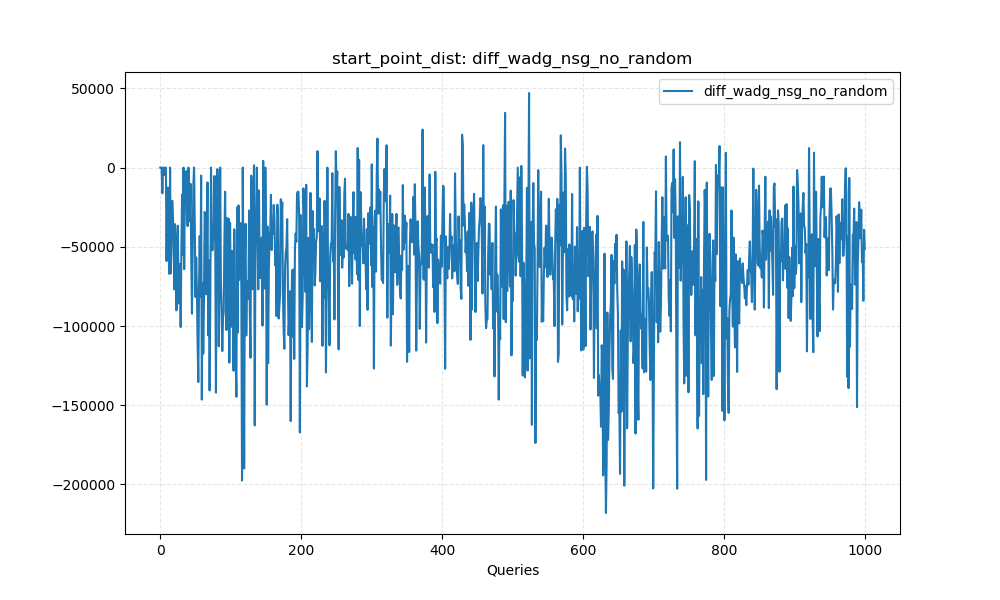 start_point_dist: diff_wadg_nsg_no_random
diff_wadg_nsg_no_random
50000
0
−50000
−100000
−150000
−200000
0 200 400 600 800 1000
Queries